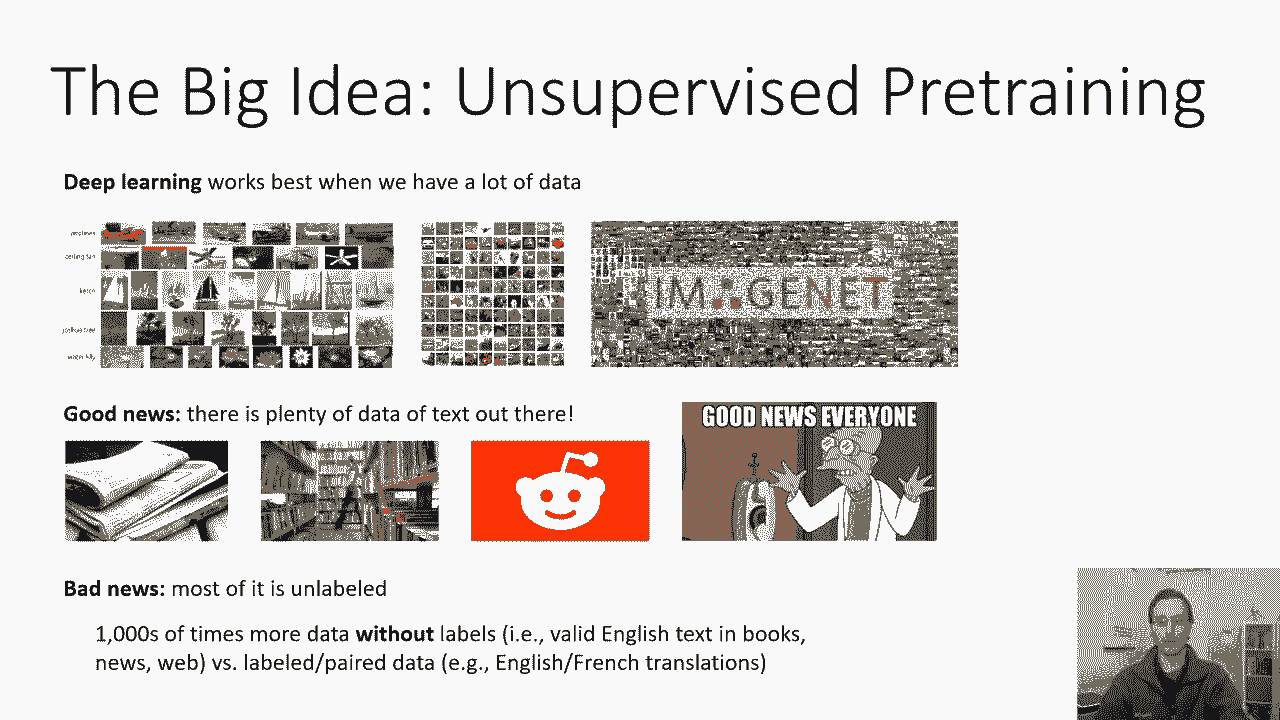 The Big Idea: Unsupervised Pretraining
Deep learning works best when we have a lot of data
ceiling fan
ketch
joshua tree
water lilly
IMAGENET
Good news: there is plenty of data of text out there!
GOOD NEWS EVERYONE
Bad news: most of it is unlabeled
1,000s of times more data without labels (i.e., valid English text in books,
news, web) vs. labeled/paired data (e.g., English/French translations)